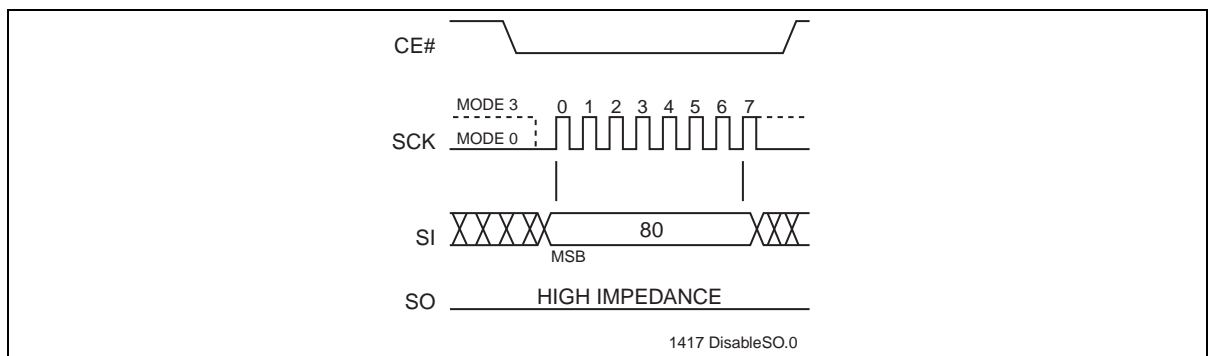 CE#
MODE 3
0 1 2 3 4 5 6 7
SCK
MODE 0
SI
80
MSB
SO
HIGH IMPEDANCE
1417 DisableSO.0